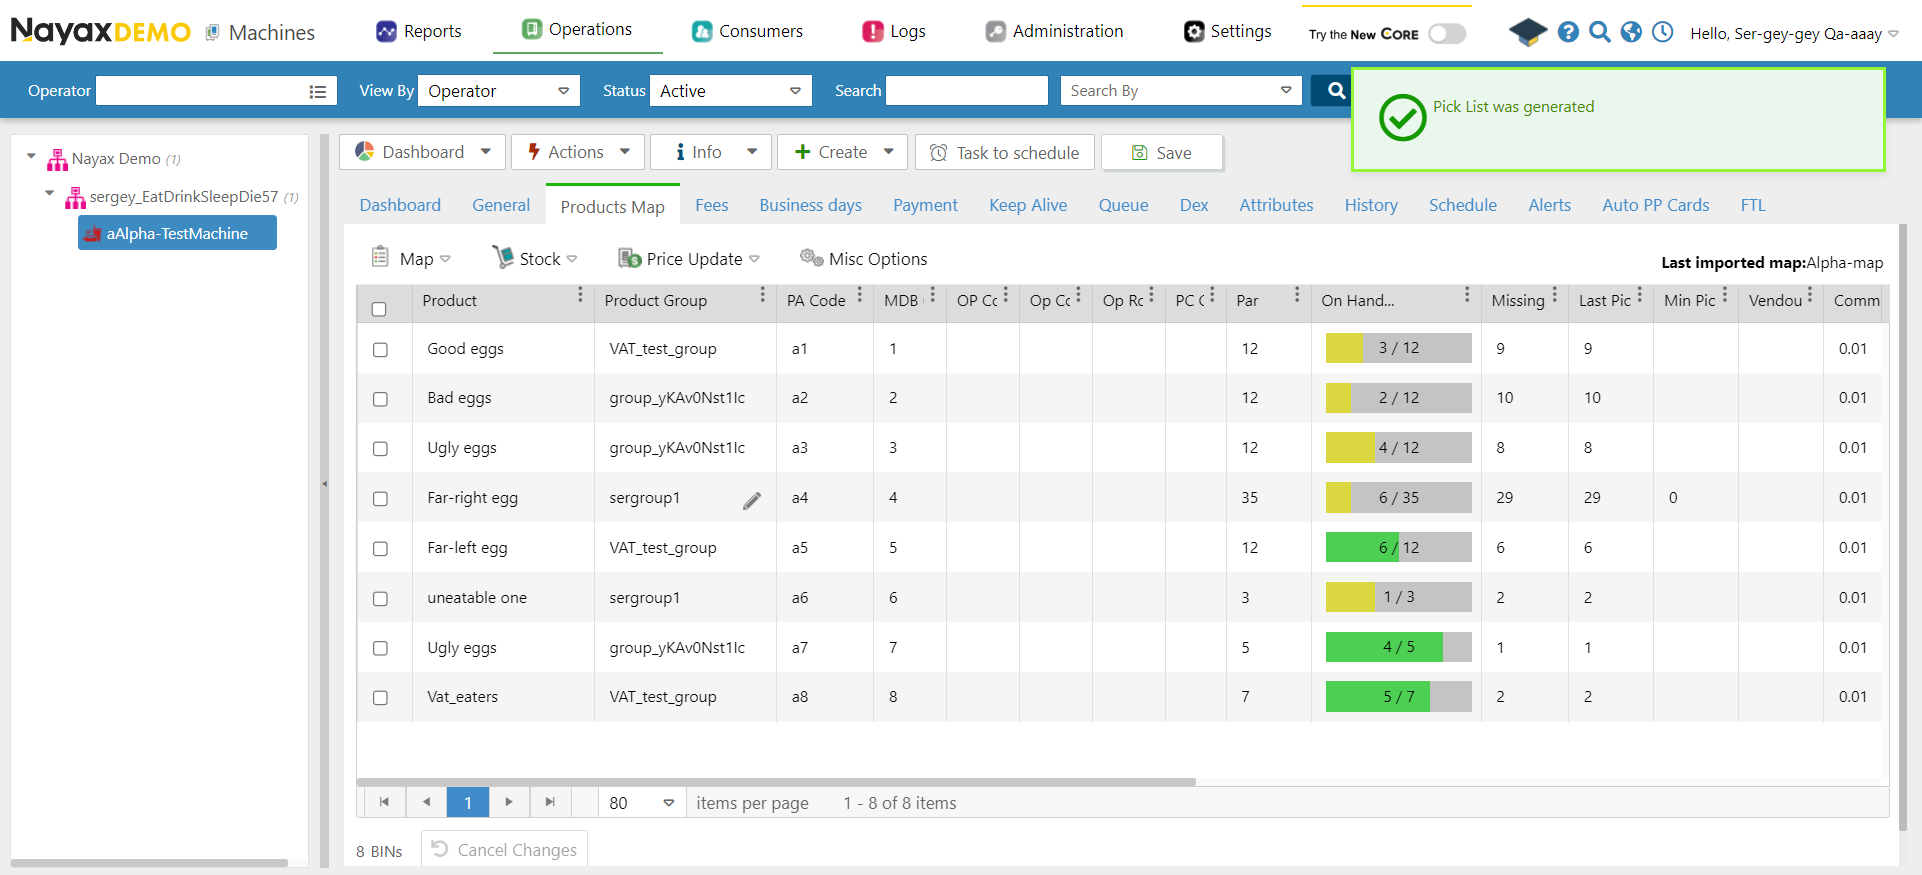 NayaxDEMO Machines Reports Operations Consumers Logs Administration Settings Try the New CORE Hello, Ser-gey-gey Qa-aaay
Operator View By Operator Status Active Search Search By
Pick List was generated
Nayax Demo (1)
sergey_EatDrinkSleepDie57 (1)
aAlpha-TestMachine
Dashboard Actions Info Create Task to schedule Save
Dashboard General Products Map Fees Business days Payment Keep Alive Queue Dex Attributes History Schedule Alerts Auto PP Cards FTL
Map Stock Price Update Misc Options Last imported map:Alpha-map
Product Product Group PA Code MDB OP Cc Op Cc Op Rc PC Par On Hand... Missing Last Pic Min Pic Vendou Comm
Good eggs VAT_test_group a1 1 12 3 / 12 9 9 0.01
Bad eggs group_yKAv0Nst1Ic a2 2 12 2 / 12 10 10 0.01
Ugly eggs group_yKAv0Nst1Ic a3 3 12 4 / 12 8 8 0.01
Far-right egg sergroup1 a4 4 35 6 / 35 29 29 0 0.01
Far-left egg VAT_test_group a5 5 12 6 / 12 6 6 0.01
uneatable one sergroup1 a6 6 3 1 / 3 2 2 0.01
Ugly eggs group_yKAv0Nst1Ic a7 7 5 4 / 5 1 1 0.01
Vat_eaters VAT_test_group a8 8 7 5 / 7 2 2 0.01
1 80 items per page 1 - 8 of 8 items
8 BINs Cancel Changes